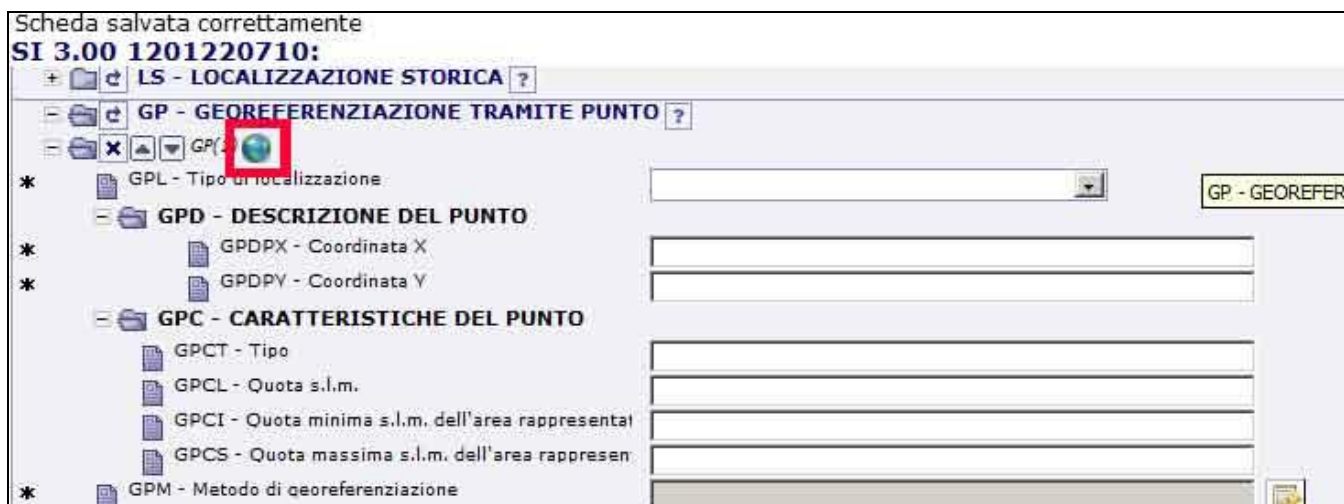 Scheda salvata correttamente
SI 3.00 1201220710:
+ LS - LOCALIZZAZIONE STORICA ?
- GP - GEOREFERENZIAZIONE TRAMITE PUNTO ?
- X GP(
* GPL - Tipo di localizzazione
GP - GEOREFER
- GPD - DESCRIZIONE DEL PUNTO
* GPDPX - Coordinata X
* GPDPY - Coordinata Y
- GPC - CARATTERISTICHE DEL PUNTO
GPCT - Tipo
GPCL - Quota s.l.m.
GPCI - Quota minima s.l.m. dell'area rappresentat
GPCS - Quota massima s.l.m. dell'area rappresen
* GPM - Metodo di georeferenziazione